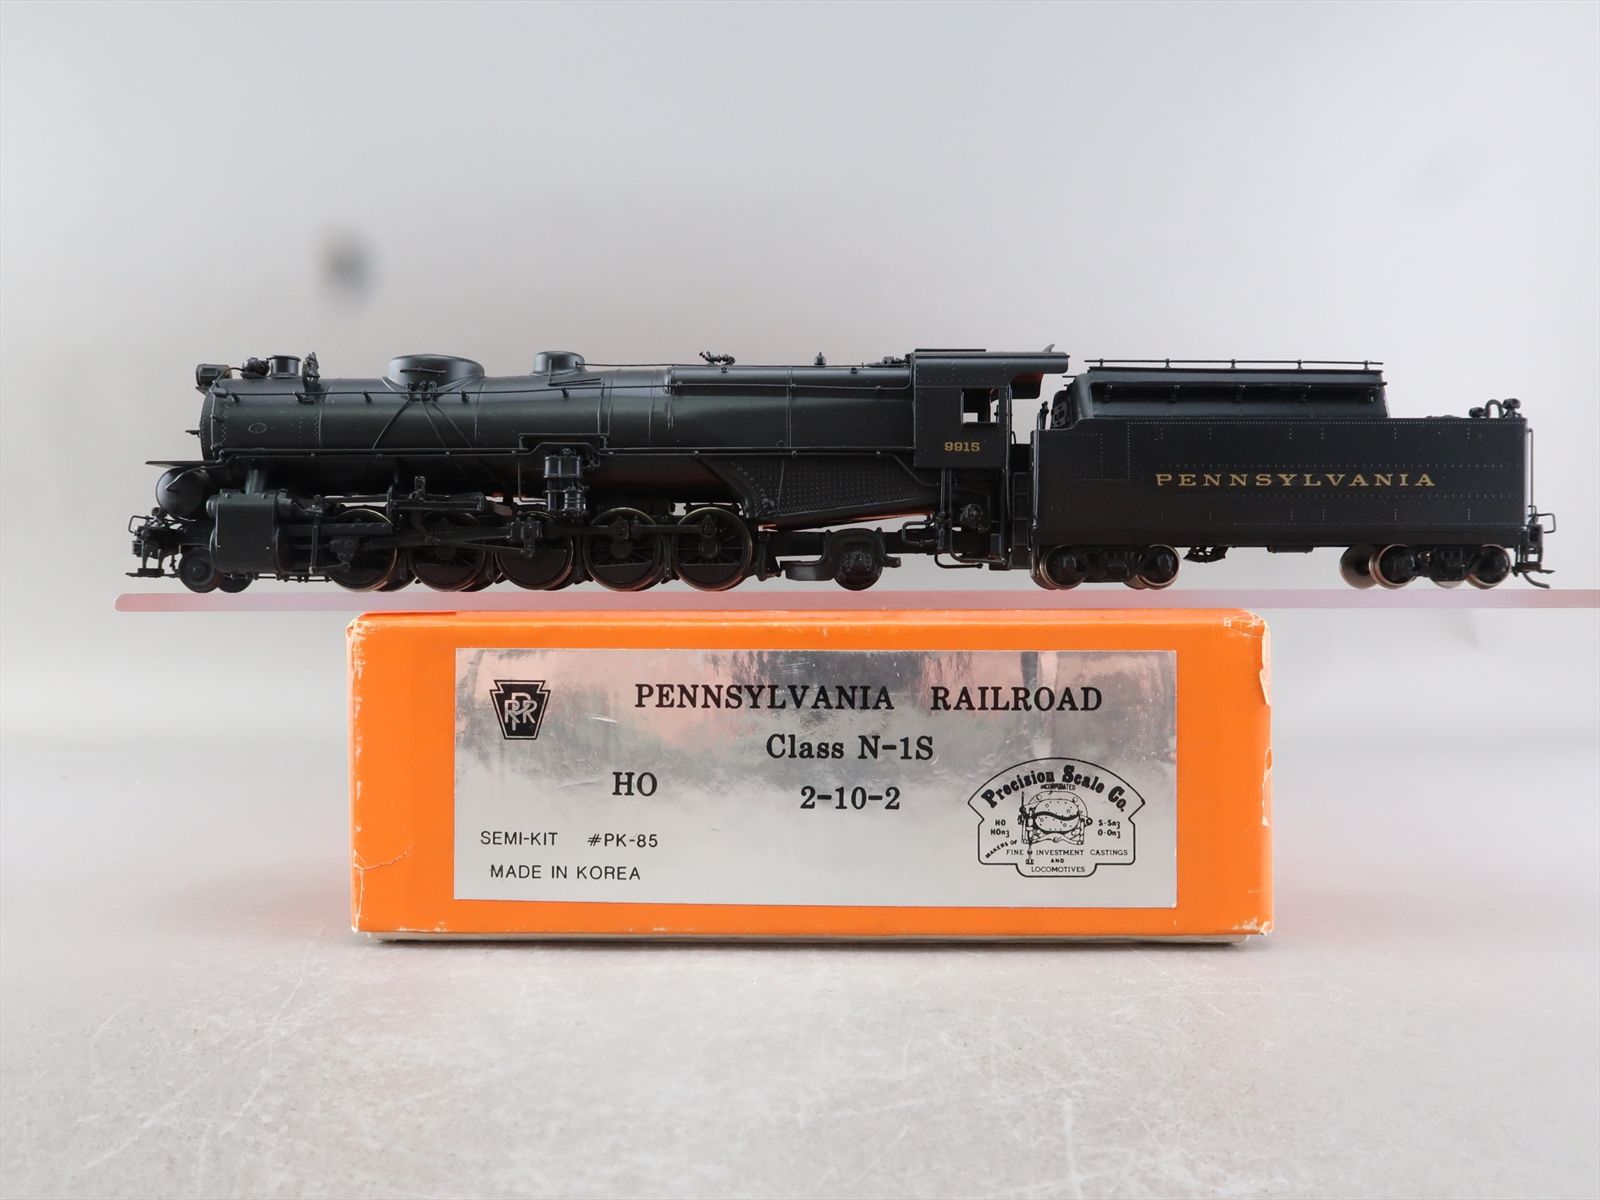 9915
PENNSYLVANIA
PRR
PENNSYLVANIA RAILROAD
Class N-1S
HO 2-10-2
SEMI-KIT #PK-85
MADE IN KOREA
Precision Scale Co.
INCORPORATED
HO S-Sn3
HOn3 O-On3
MAKERS OF
FINE INVESTMENT CASTINGS
AND
LOCOMOTIVES